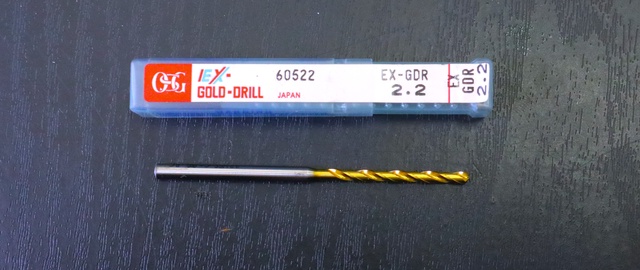 OSG
EX-
GOLD-DRILL
JAPAN
60522
EX-GDR
2.2
EX
GDR
2.2